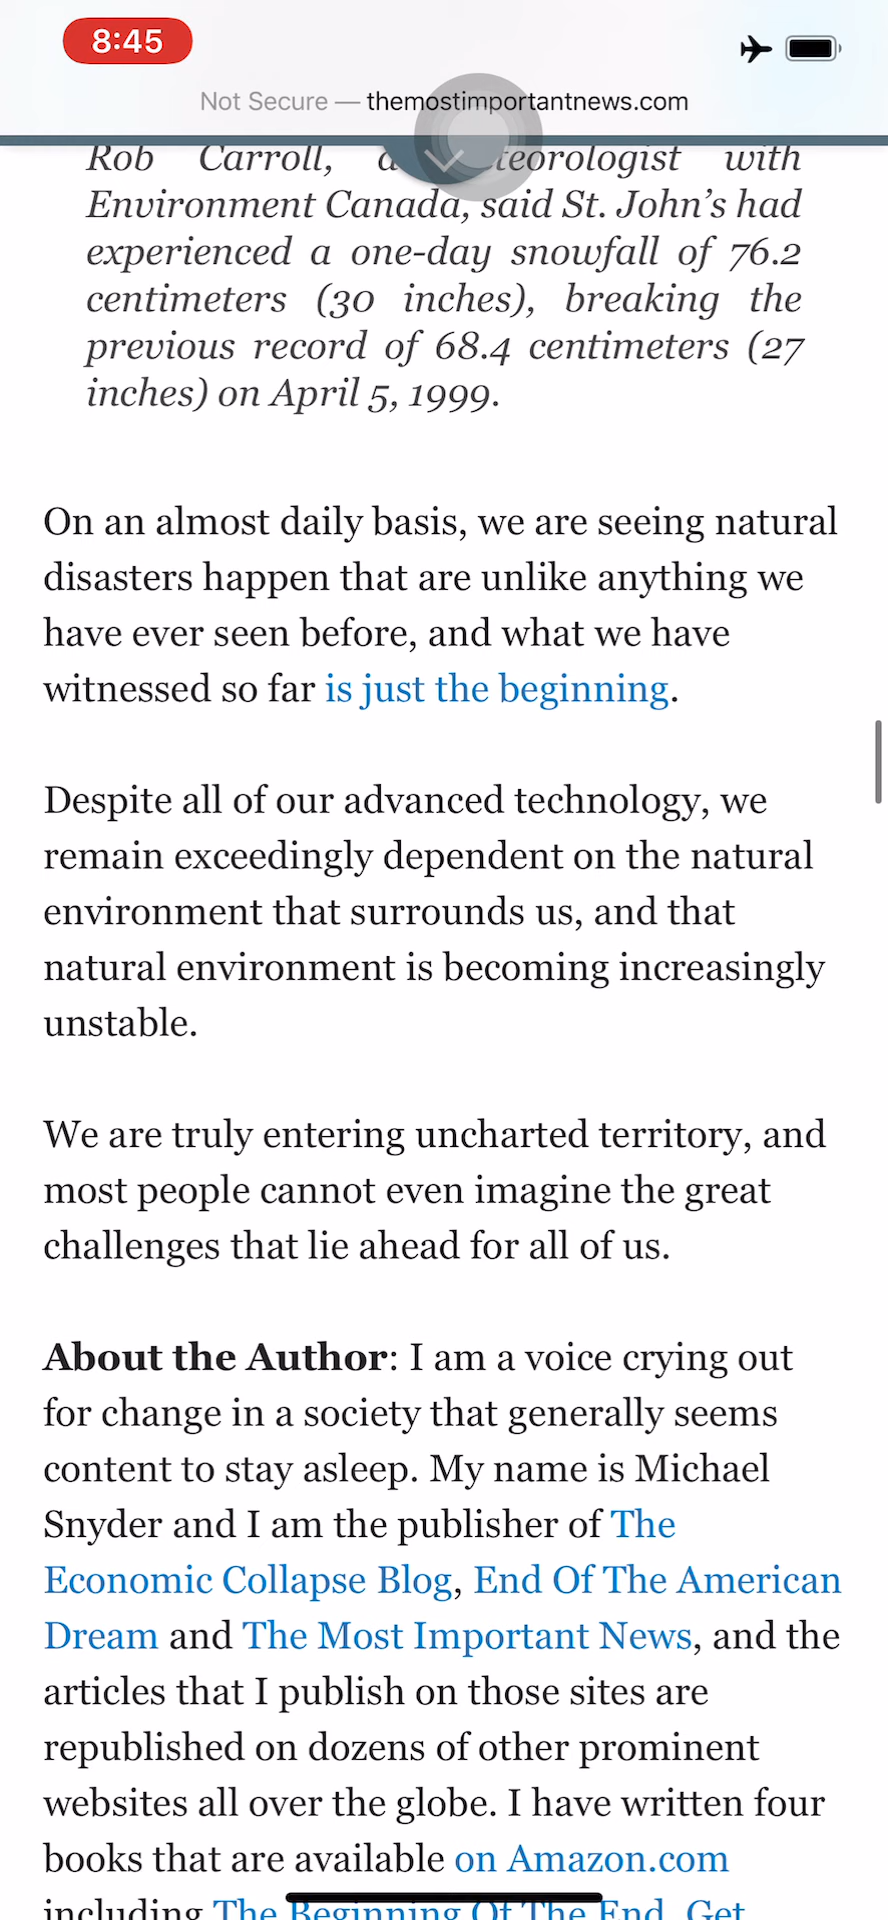 8:45
Not Secure — themostimportantnews.com
Rob Carroll, a teorologist with
Environment Canada, said St. John’s had
experienced a one-day snowfall of 76.2
centimeters (30 inches), breaking the
previous record of 68.4 centimeters (27
inches) on April 5, 1999.
On an almost daily basis, we are seeing natural
disasters happen that are unlike anything we
have ever seen before, and what we have
witnessed so far is just the beginning.
Despite all of our advanced technology, we
remain exceedingly dependent on the natural
environment that surrounds us, and that
natural environment is becoming increasingly
unstable.
We are truly entering uncharted territory, and
most people cannot even imagine the great
challenges that lie ahead for all of us.
About the Author: I am a voice crying out
for change in a society that generally seems
content to stay asleep. My name is Michael
Snyder and I am the publisher of The
Economic Collapse Blog, End Of The American
Dream and The Most Important News, and the
articles that I publish on those sites are
republished on dozens of other prominent
websites all over the globe. I have written four
books that are available on Amazon.com
including The Beginning Of The End, Get